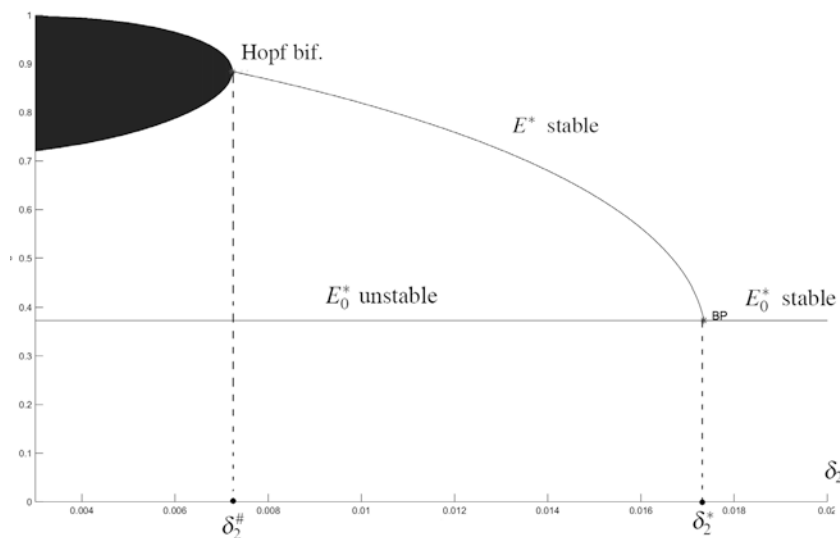 1
Hopf bif.
0.9
0.8
E* stable
0.7
0.6
0.5
E₀* unstable
E₀* stable
0.4
BP
0.3
0.2
0.1
δ₂
0
0.004
0.006
0.008
0.01
0.012
0.014
0.016
0.018
0.02
δ₂^#
δ₂^*